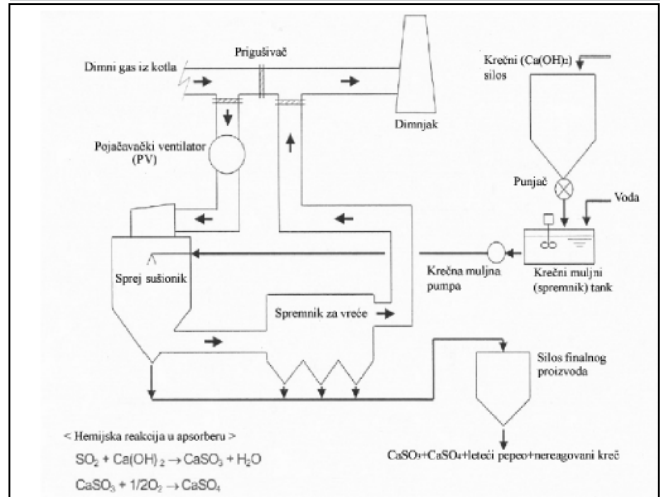 Dimni gas iz kotla
Prigušivač
Dimnjak
Krečni (Ca(OH)2)
silos
Pojačavački ventilator
(PV)
Punjač
Voda
Sprej sušionik
Krečna muljna
pumpa
Krečni muljni
(spremnik) tank
Spremnik za vreće
Silos finalnog
proizvoda
< Hemijska reakcija u apsorberu >
SO2 + Ca(OH)2 → CaSO3 + H2O
CaSO3 + 1/2O2 → CaSO4
CaSO3+CaSO4+leteći pepeo+nereagovani kreč